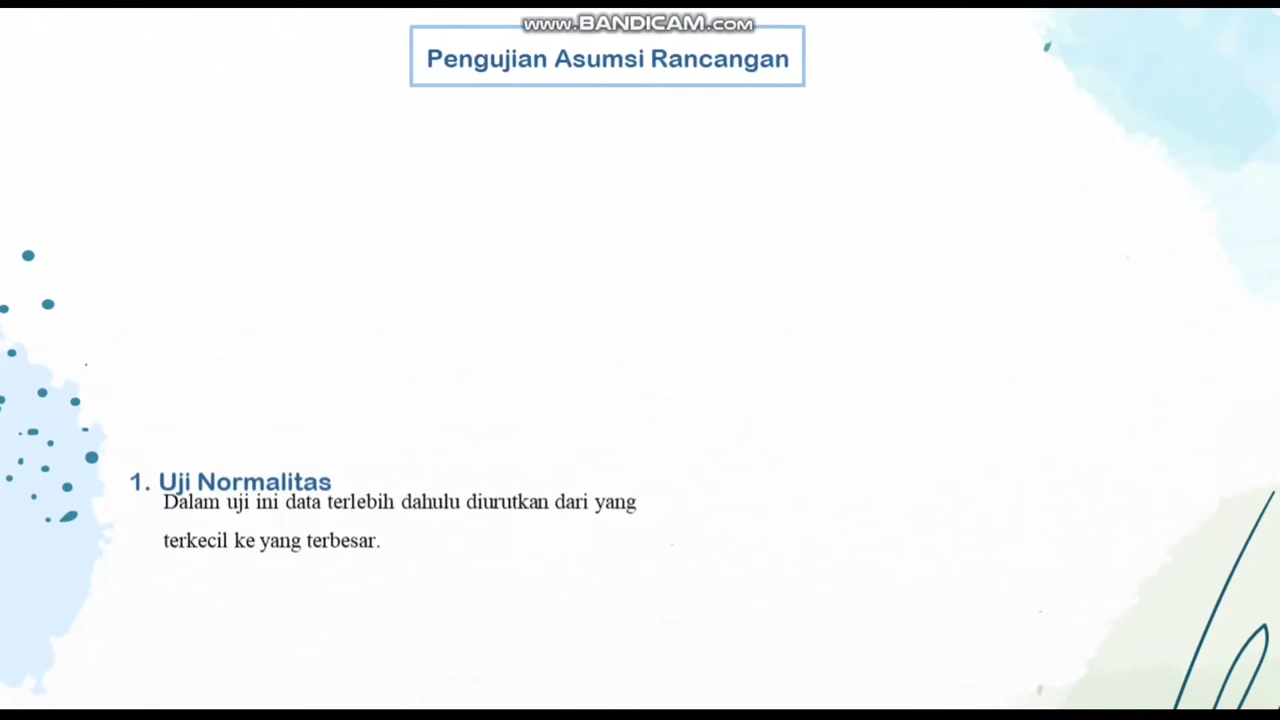 www.BANDICAM.com
Pengujian Asumsi Rancangan
1. Uji Normalitas
Dalam uji ini data terlebih dahulu diurutkan dari yang
terkecil ke yang terbesar.